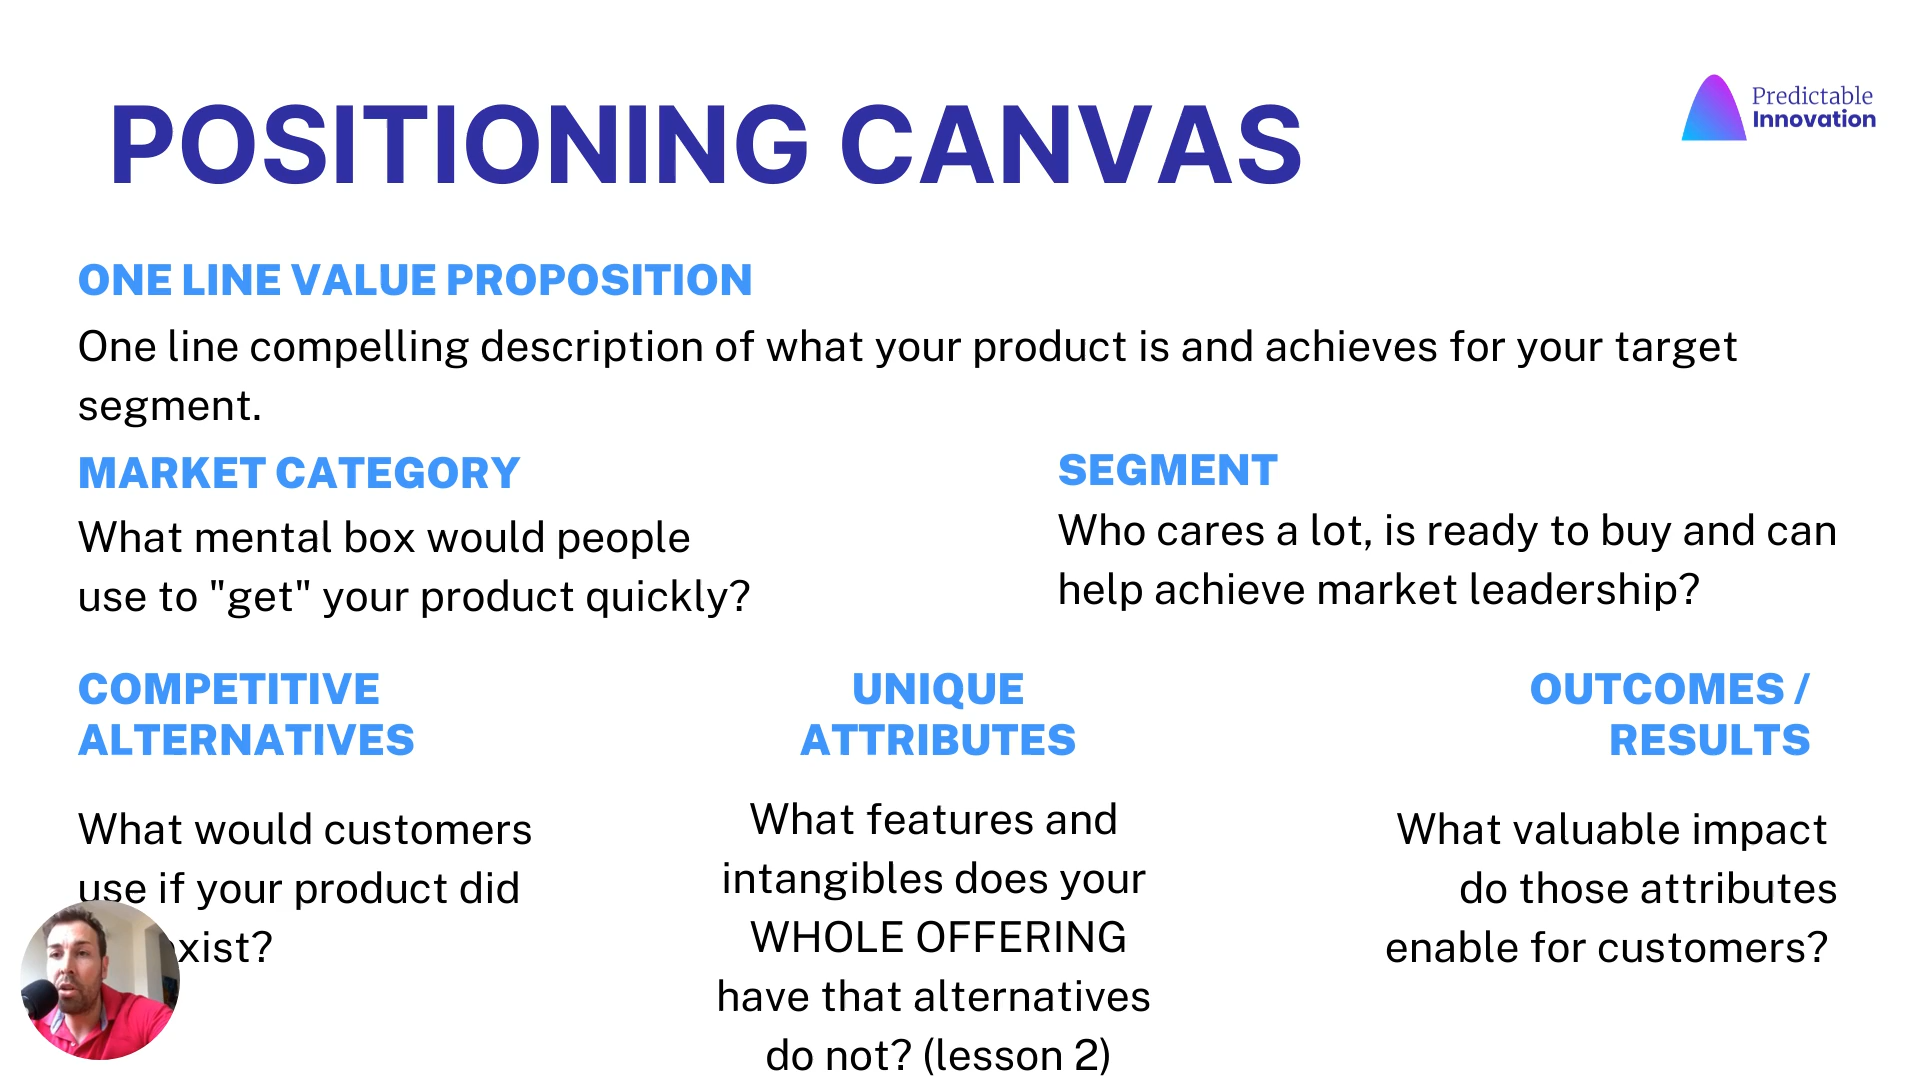 POSITIONING CANVAS
Predictable
Innovation
ONE LINE VALUE PROPOSITION
One line compelling description of what your product is and achieves for your target
segment.
MARKET CATEGORY
What mental box would people
use to "get" your product quickly?
SEGMENT
Who cares a lot, is ready to buy and can
help achieve market leadership?
COMPETITIVE
ALTERNATIVES
What would customers
use if your product did
xist?
UNIQUE
ATTRIBUTES
What features and
intangibles does your
WHOLE OFFERING
have that alternatives
do not? (lesson 2)
OUTCOMES /
RESULTS
What valuable impact
do those attributes
enable for customers?